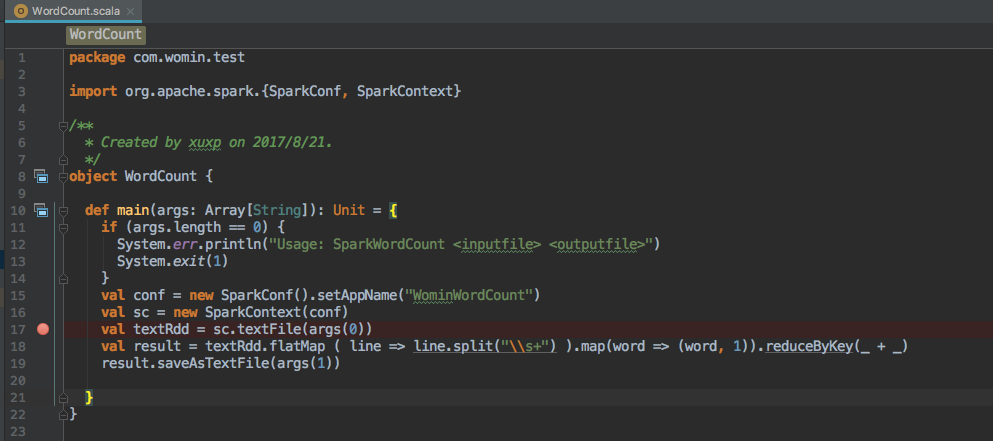 WordCount.scala
WordCount
1 package com.womin.test
2
3 import org.apache.spark.{SparkConf, SparkContext}
4
5 /**
6 * Created by xuxp on 2017/8/21.
7 */
8 object WordCount {
9
10 def main(args: Array[String]): Unit = {
11 if (args.length == 0) {
12 System.err.println("Usage: SparkWordCount <inputfile> <outputfile>")
13 System.exit(1)
14 }
15 val conf = new SparkConf().setAppName("WominWordCount")
16 val sc = new SparkContext(conf)
17 val textRdd = sc.textFile(args(0))
18 val result = textRdd.flatMap ( line => line.split("\\s+") ).map(word => (word, 1)).reduceByKey(_ + _)
19 result.saveAsTextFile(args(1))
20
21 }
22 }
23